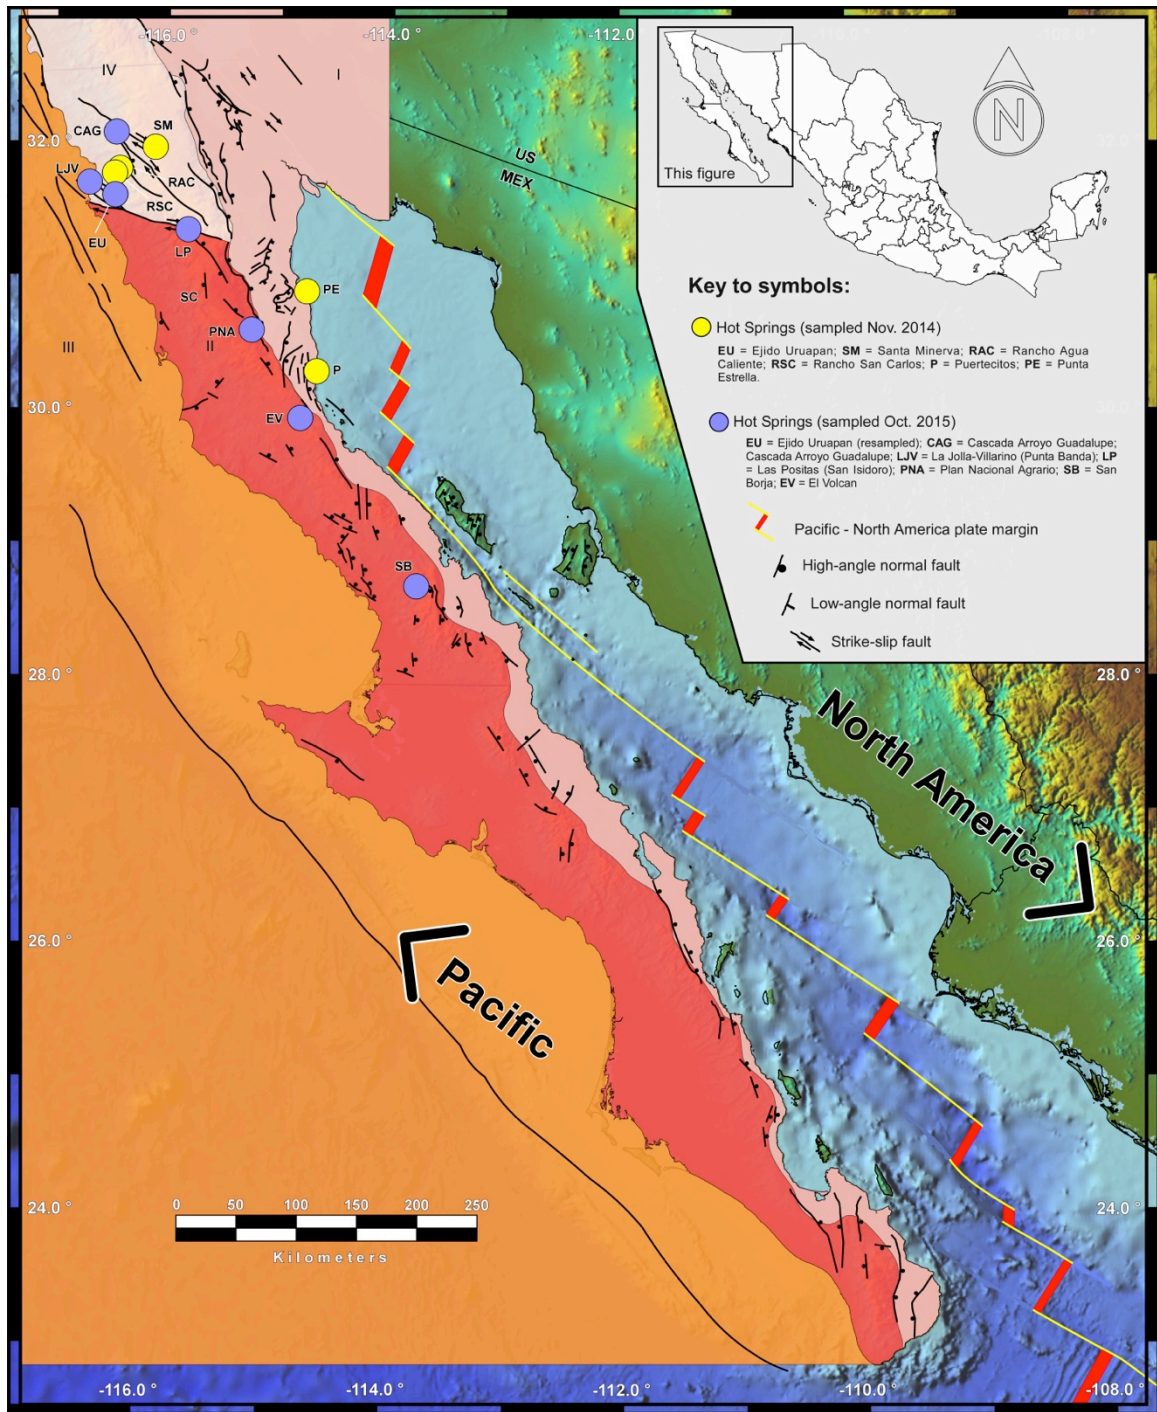 -116.0 °
-114.0 °
-112.0 °
-108.0 °
IV
I
CAG
SM
32.0 °
32.0 °
LJV
RAC
RSC
EU
LP
US
MEX
This figure
N
SC
PE
PNA
II
III
P
30.0 °
30.0 °
EV
SB
Key to symbols:
Hot Springs (sampled Nov. 2014)
EU = Ejido Uruapan; SM = Santa Minerva; RAC = Rancho Agua
Caliente; RSC = Rancho San Carlos; P = Puertecitos; PE = Punta
Estrella.
Hot Springs (sampled Oct. 2015)
EU = Ejido Uruapan (resampled); CAG = Cascada Arroyo Guadalupe;
Cascada Arroyo Guadalupe; LJV = La Jolla-Villarino (Punta Banda); LP
= Las Positas (San Isidoro); PNA = Plan Nacional Agrario; SB = San
Borja; EV = El Volcan
Pacific - North America plate margin
High-angle normal fault
Low-angle normal fault
Strike-slip fault
28.0 °
28.0 °
North America
26.0 °
26.0 °
Pacific
24.0 °
24.0 °
0 50 100 150 200 250
Kilometers
-116.0 °
-114.0 °
-112.0 °
-110.0 °
-108.0 °